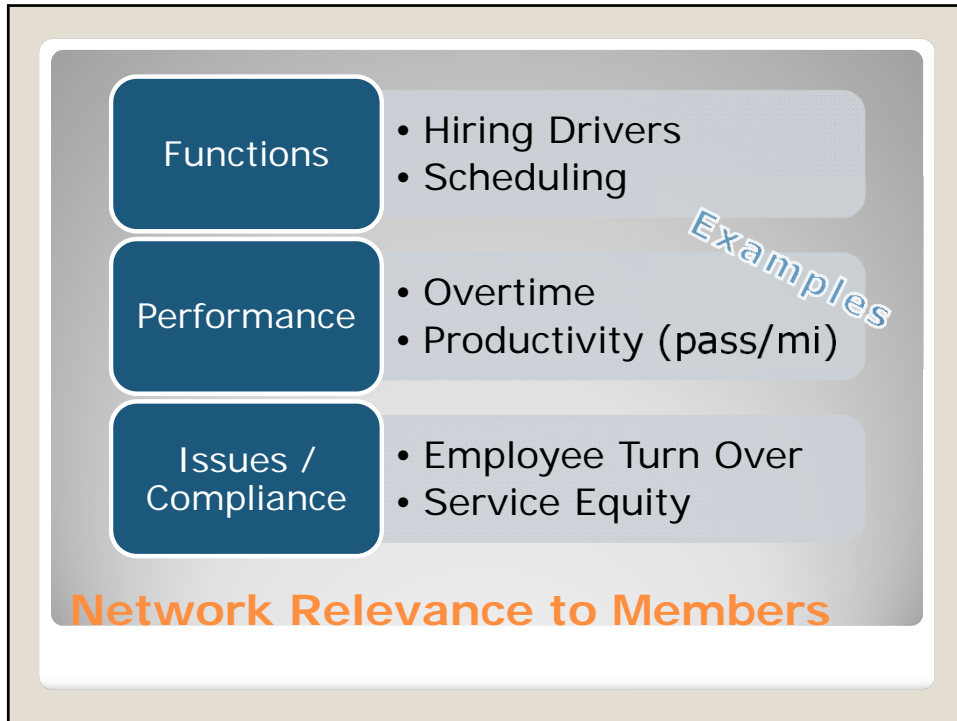 Functions
• Hiring Drivers
• Scheduling
Examples
Performance
• Overtime
• Productivity (pass/mi)
Issues /
Compliance
• Employee Turn Over
• Service Equity
Network Relevance to Members